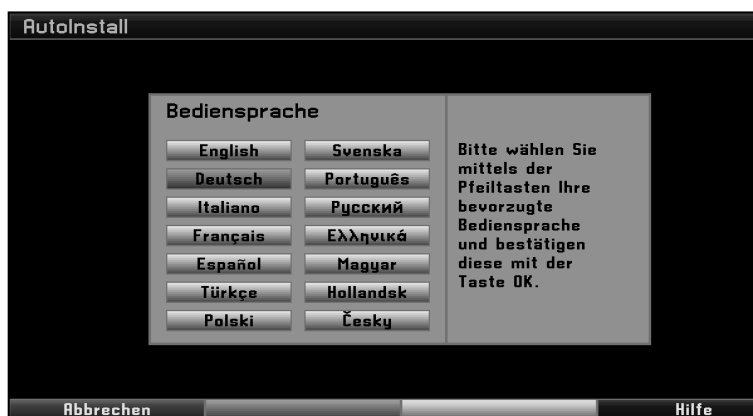 AutoInstall
Bediensprache
English
Svenska
Deutsch
Português
Italiano
Русский
Français
Ελληνικά
Español
Magyar
Türkçe
Hollandsk
Polski
Česky
Bitte wählen Sie
mittels der
Pfeiltasten Ihre
bevorzugte
Bediensprache
und bestätigen
diese mit der
Taste OK.
Abbrechen
Hilfe